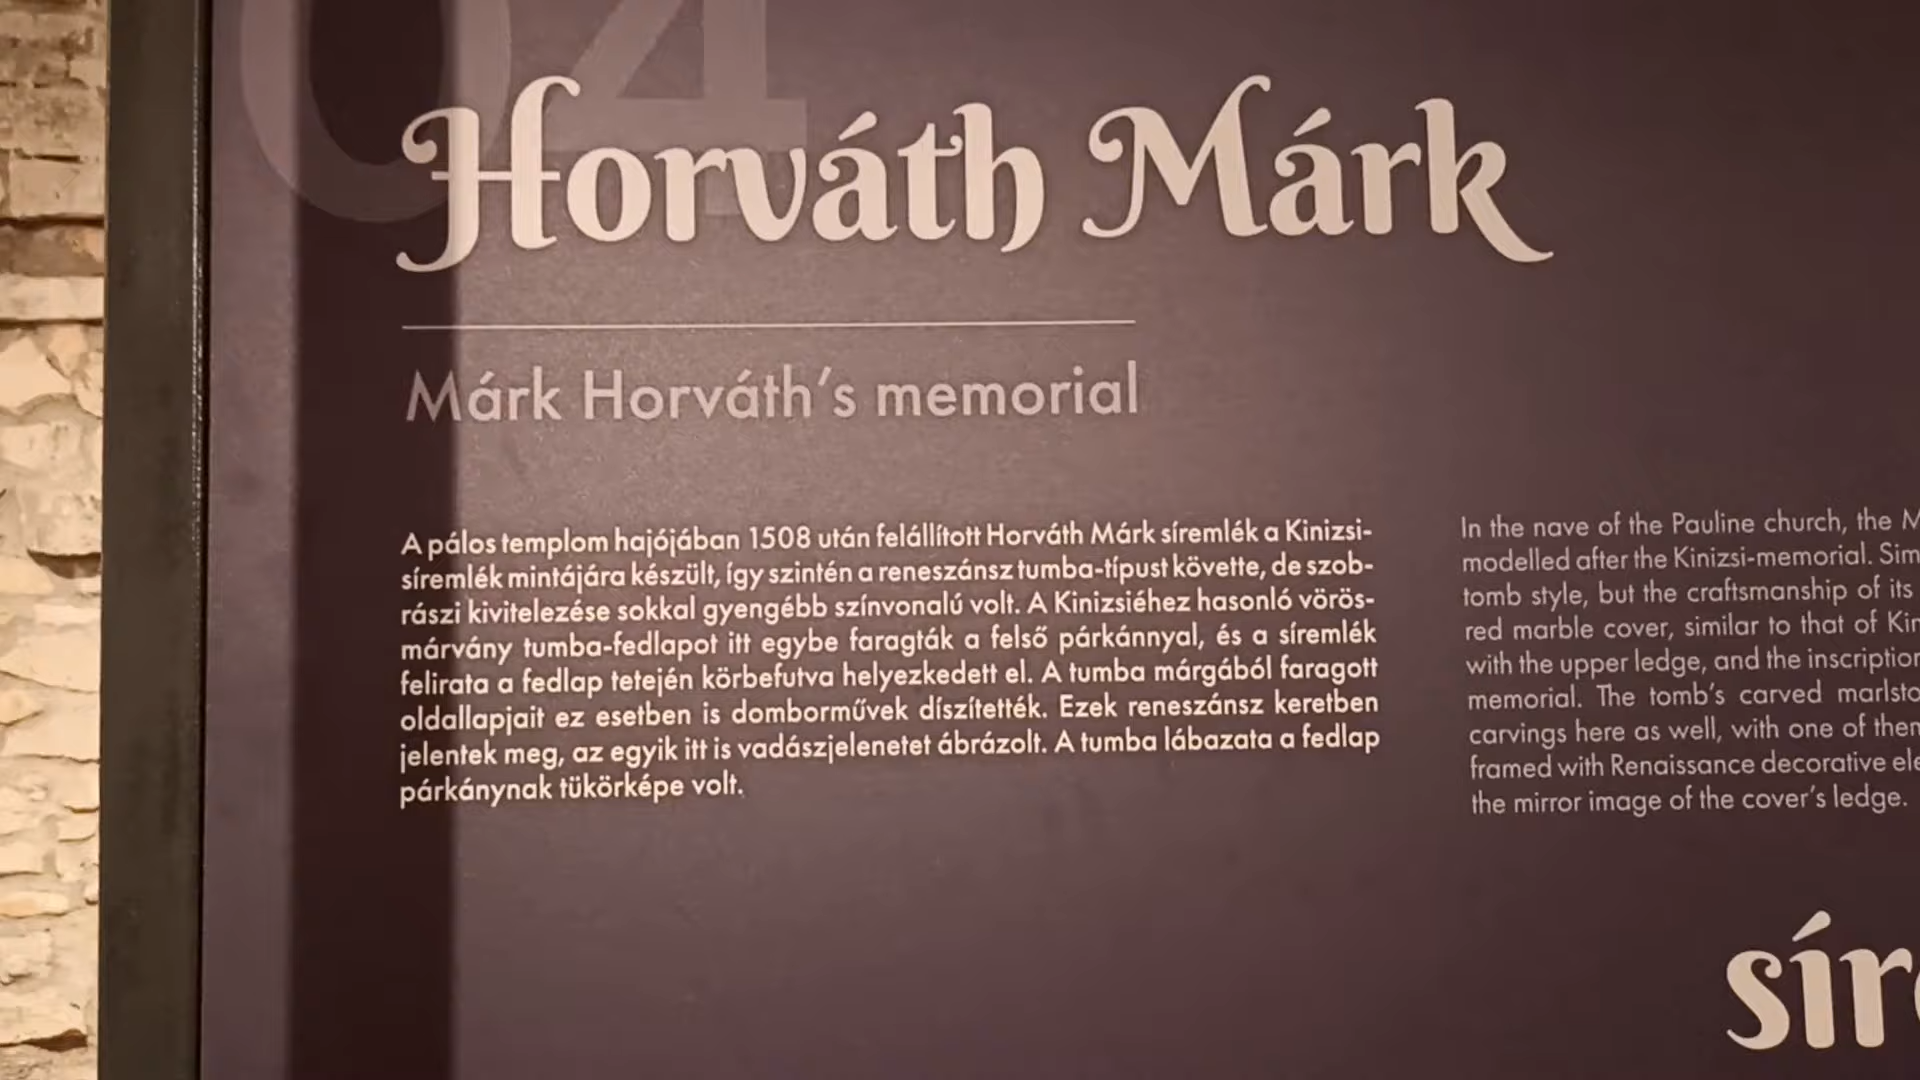 04
Horváth Márk
Márk Horváth's memorial
A pálos templom hajójában 1508 után felállított Horváth Márk síremlék a Kinizsi-
síremlék mintájára készült, így szintén a reneszánsz tumba-típust követte, de szob-
rászi kivitelezése sokkal gyengébb színvonalú volt. A Kinizsiéhez hasonló vörös-
márvány tumba-fedlapot itt egybe faragták a felső párkánnyal, és a síremlék
felirata a fedlap tetején körbefutva helyezkedett el. A tumba márgából faragott
oldallapjait ez esetben is domborművek díszítették. Ezek reneszánsz keretben
jelentek meg, az egyik itt is vadászjelenetet ábrázolt. A tumba lábazata a fedlap
párkánynak tükörképe volt.
In the nave of the Pauline church, the
modelled after the Kinizsi-memorial.
tomb style, but the craftsmanship of its
red marble cover, similar to that of
with the upper ledge, and the
memorial. The tomb's carved
carvings here as well, with one of
framed with Renaissance decorative
the mirror image of the cover's ledge.